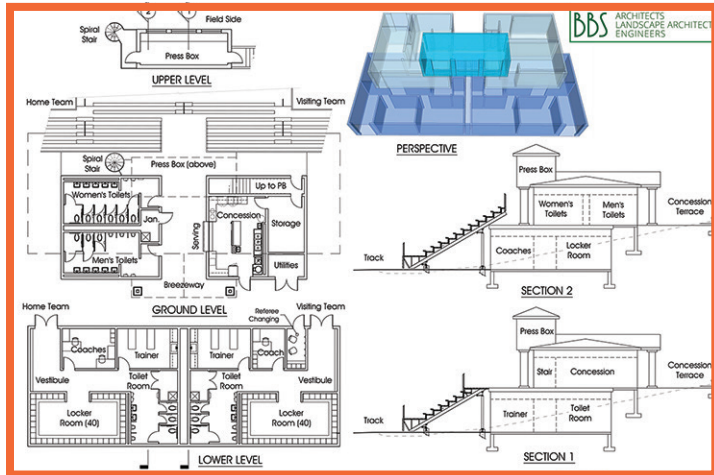 2
1
Field Side
Spiral
Stair
Press Box
UPPER LEVEL
BBS
ARCHITECTS
LANDSCAPE ARCHITECT
ENGINEERS
PERSPECTIVE
Home Team
Visiting Team
Spiral
Stair
Press Box (above)
Women's Toilets
Jan
Men's Toilets
Serving
Up to PB
Concession
Storage
Utilities
Breezeway
GROUND LEVEL
Home Team
Referee
Changing
Visiting Team
Coaches
Trainer
Trainer
Coach
Vestibule
Toilet
Room
Toilet
Room
Vestibule
Locker
Room (40)
Locker
Room (40)
LOWER LEVEL
Press Box
Women's
Toilets
Men's
Toilets
Concession
Terrace
Coaches
Locker
Room
Track
SECTION 2
Press Box
Stair
Concession
Concession
Terrace
Track
Trainer
Toilet
Room
SECTION 1